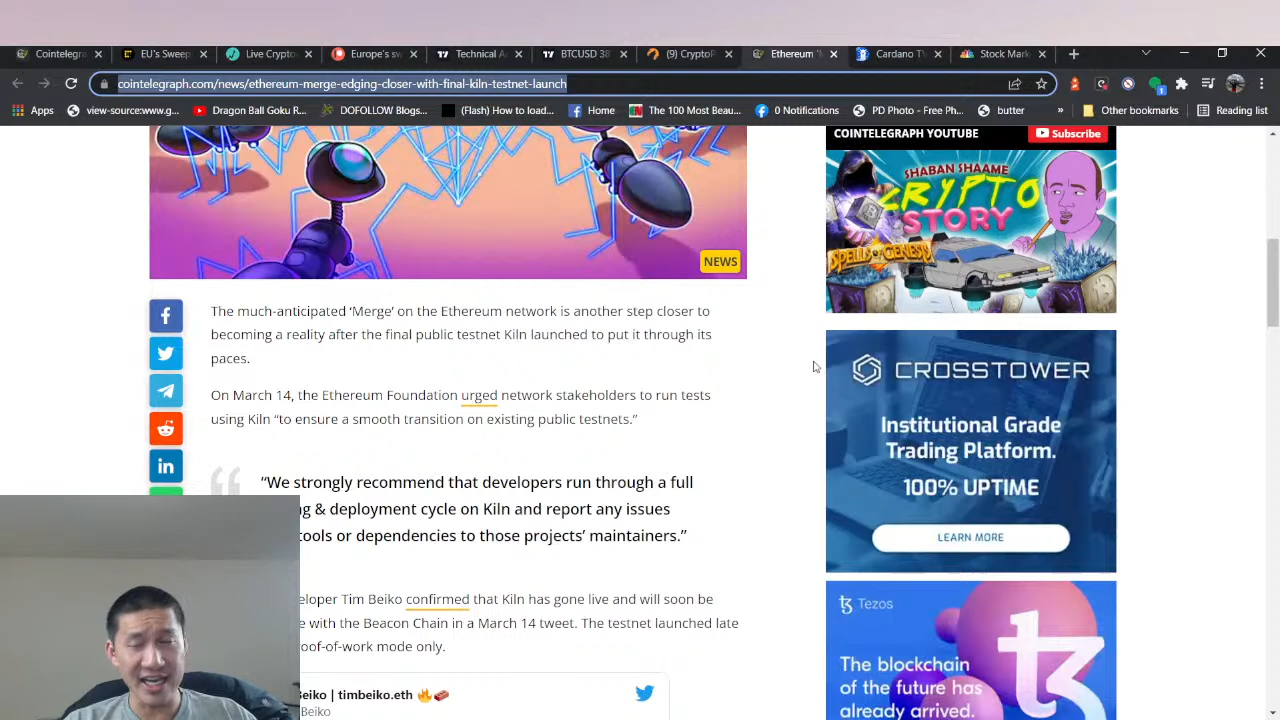 Cointelegr
EU's Sweep
Live Crypto
Europe's sw
Technical A
BTCUSD 38
(9) CryptoP
Ethereum '
Cardano TV
Stock Mark
cointelegraph.com/news/ethereum-merge-edging-closer-with-final-kiln-testnet-launch
Apps
view-source:www.g...
Dragon Ball Goku R...
DOFOLLOW Blogs...
(Flash) How to load...
Home
The 100 Most Beau...
(2) Facebook
PD Photo - Free Ph...
butter
»
Other bookmarks
Reading list
COINTELEGRAPH YOUTUBE
Subscribe
SHABAN SHAAME
CRYPTO
STORY
SPELLS OF GENESIS
NEWS
The much-anticipated ‘Merge’ on the Ethereum network is another step closer to
becoming a reality after the final public testnet Kiln launched to put it through its
paces.
On March 14, the Ethereum Foundation urged network stakeholders to run tests
using Kiln “to ensure a smooth transition on existing public testnets.”
“We strongly recommend that developers run through a full
g & deployment cycle on Kiln and report any issues
tools or dependencies to those projects’ maintainers.”
eloper Tim Beiko confirmed that Kiln has gone live and will soon be
e with the Beacon Chain in a March 14 tweet. The testnet launched late
oof-of-work mode only.
Beiko | timbeiko.eth
Beiko
CROSSTOWER
Institutional Grade
Trading Platform.
100% UPTIME
LEARN MORE
Tezos
The blockchain
of the future has
already arrived.